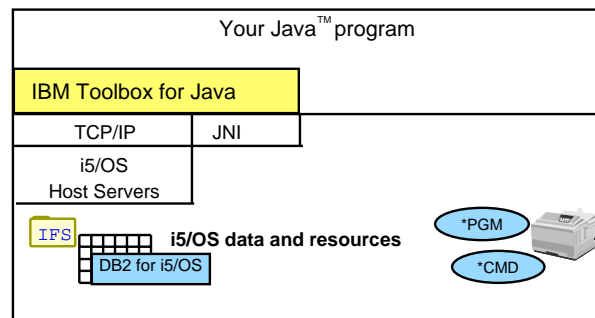 Your Java™ program
IBM Toolbox for Java
TCP/IP
JNI
i5/OS
Host Servers
IFS
i5/OS data and resources
DB2 for i5/OS
*PGM
*CMD